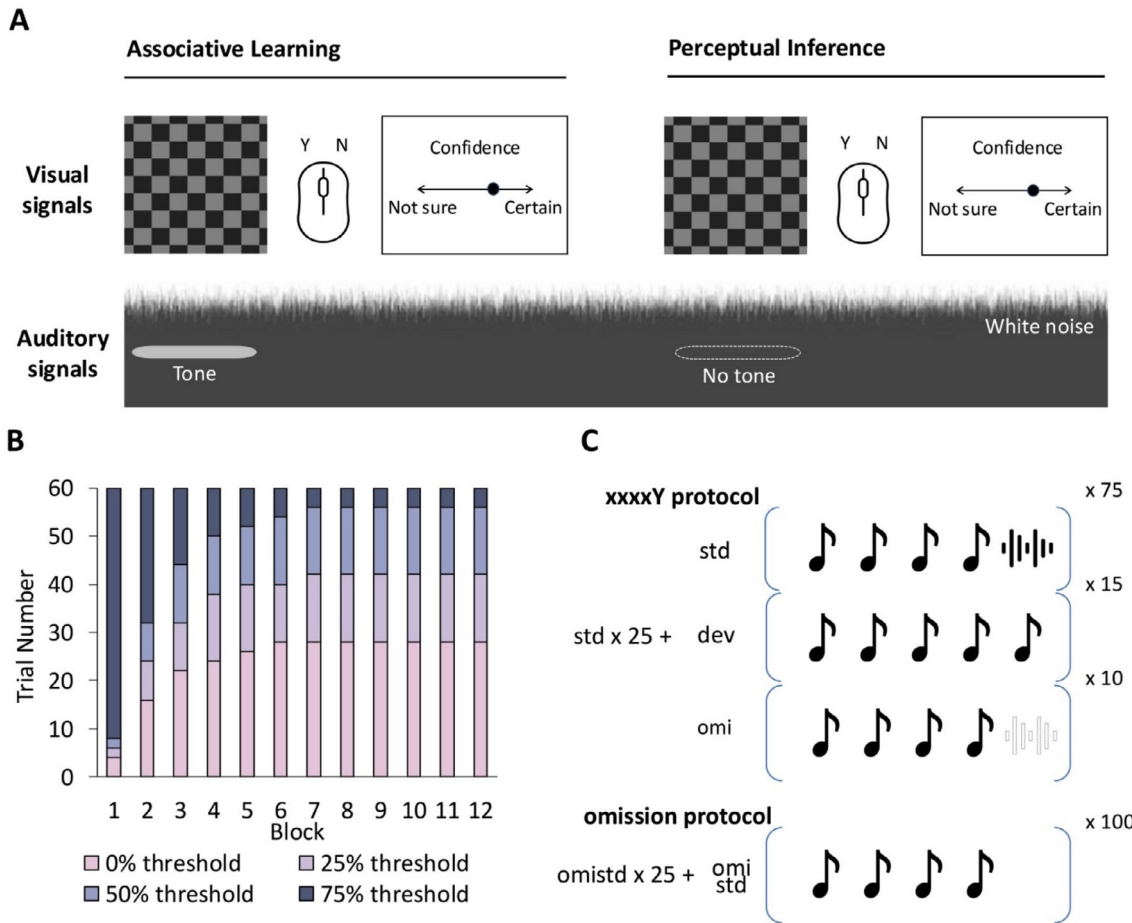 A
Associative Learning
Perceptual Inference
Visual
signals
Y N
Confidence
Not sure
Certain
Y N
Confidence
Not sure
Certain
Auditory
signals
Tone
No tone
White noise
B
60
50
40
30
20
10
0
Trial Number
1 2 3 4 5 6 7 8 9 10 11 12
Block
0% threshold
25% threshold
50% threshold
75% threshold
C
xxxxY protocol
x 75
std
x 15
std x 25 + dev
x 10
omi
omission protocol
x 100
omistd x 25 + omi
std